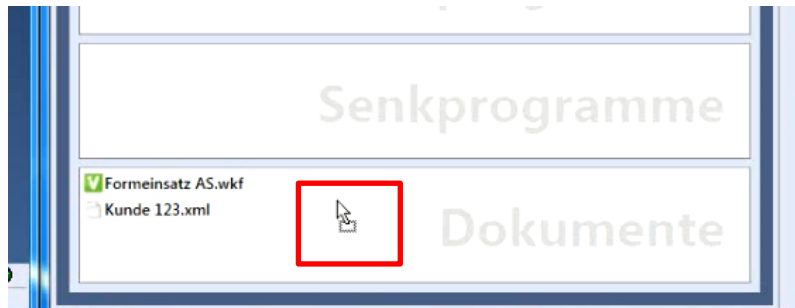 Senkprogramme
Formeinsatz AS.wkf
Kunde 123.xml
Dokumente